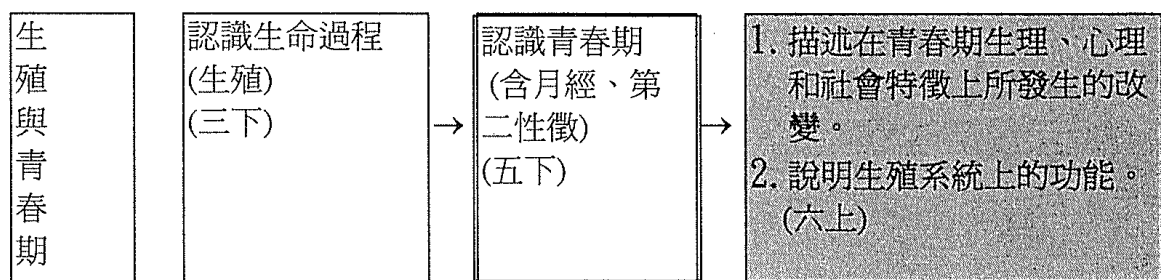 生殖與青春期
認識生命過程
(生殖)
(三下)
→
認識青春期
(含月經、第
二性徵)
(五下)
→
1. 描述在青春期生理、心理
和社會特徵上所發生的改
變。
2. 說明生殖系統上的功能。
(六上)